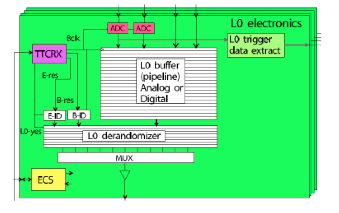 L0 electronics
Bclk
ADC
ADC
TTCRX
L0 trigger
data extract
L0 buffer
(pipeline)
Analog or
Digital
E-res
B-res
L0-yes
E-ID
B-ID
L0 derandomizer
MUX
ECS